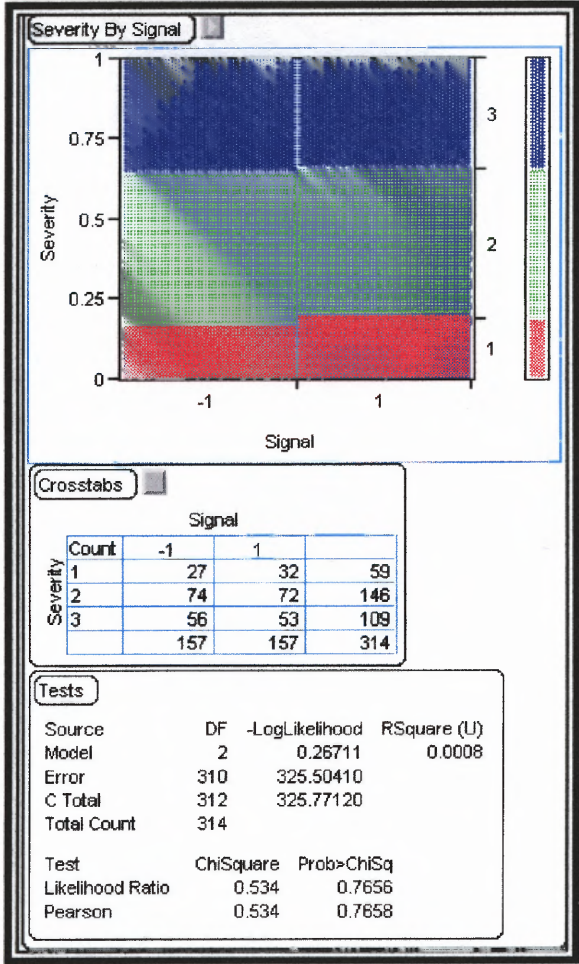 Severity By Signal
1
0.75
0.5
0.25
0
Severity
3
2
1
-1 1
Signal
Crosstabs
Signal
Severity
Count -1 1
1 27 32 59
2 74 72 146
3 56 53 109
157 157 314
Tests
Source DF -LogLikelihood RSquare (U)
Model 2 0.26711 0.0008
Error 310 325.50410
C Total 312 325.77120
Total Count 314
Test ChiSquare Prob>ChiSq
Likelihood Ratio 0.534 0.7656
Pearson 0.534 0.7658